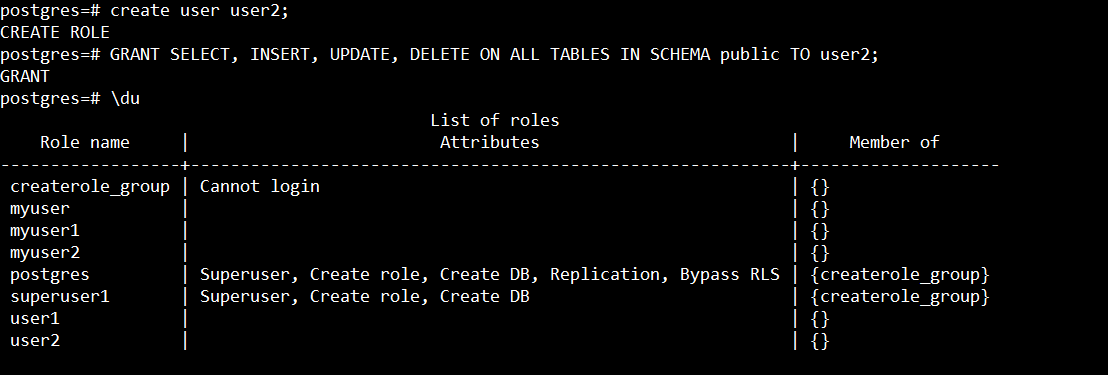 postgres=# create user user2;
CREATE ROLE
postgres=# GRANT SELECT, INSERT, UPDATE, DELETE ON ALL TABLES IN SCHEMA public TO user2;
GRANT
postgres=# \du
                                       List of roles
    Role name     |                         Attributes                         |     Member of
------------------+------------------------------------------------------------+--------------------
 createrole_group | Cannot login                                               | {}
 myuser           |                                                            | {}
 myuser1          |                                                            | {}
 myuser2          |                                                            | {}
 postgres         | Superuser, Create role, Create DB, Replication, Bypass RLS | {createrole_group}
 superuser1       | Superuser, Create role, Create DB                          | {createrole_group}
 user1            |                                                            | {}
 user2            |                                                            | {}